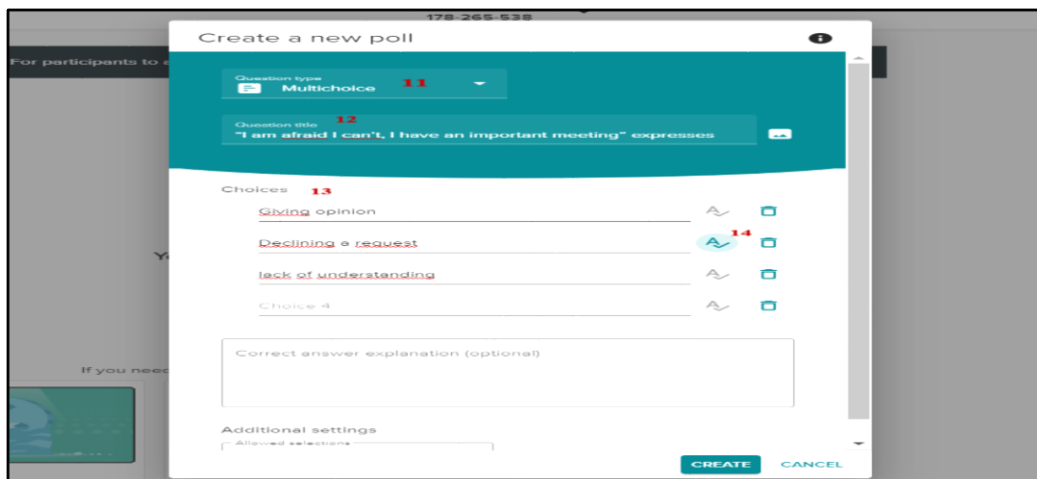 178-265-538
Create a new poll
For participants to
Question type
Multichoice 11
Question title 12
"I am afraid I can't, I have an important meeting" expresses
Choices 13
Giving opinion
Declining a request 14
lack of understanding
Choice 4
Correct answer explanation (optional)
If you need
Additional settings
Allowed selections
CREATE CANCEL